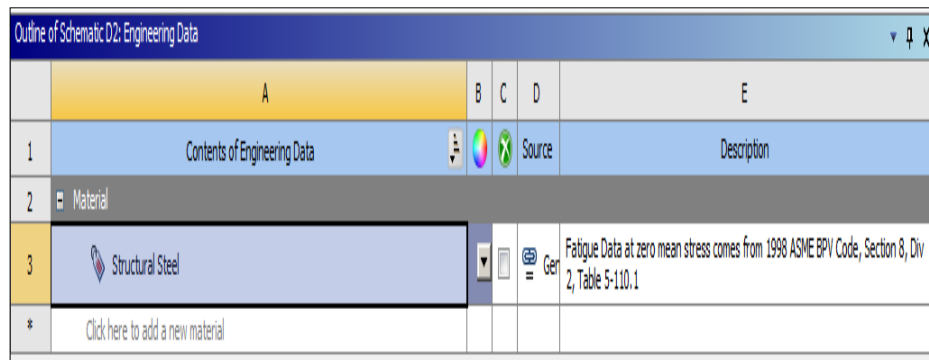 Outline of Schematic D2: Engineering Data
A B C D E
1 Contents of Engineering Data Source Description
2 Material
3 Structural Steel Ger Fatigue Data at zero mean stress comes from 1998 ASME BPV Code, Section 8, Div
2, Table 5-110.1
* Click here to add a new material